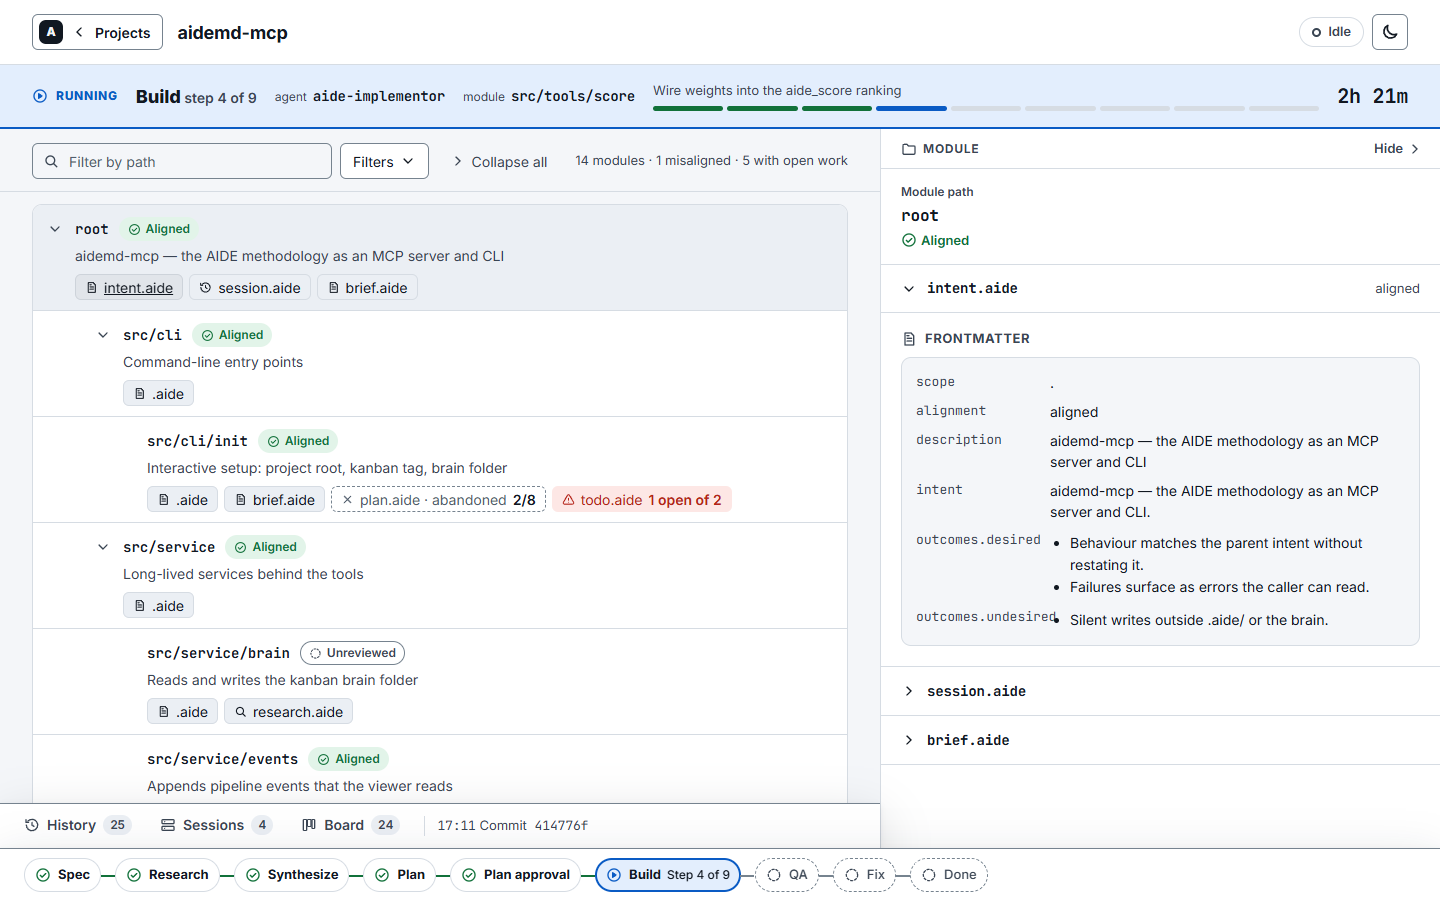 A Projects aidemd-mcp Idle
RUNNING Build step 4 of 9 agent aide-implementor module src/tools/score Wire weights into the aide_score ranking 2h 21m
Filter by path Filters Collapse all 14 modules · 1 misaligned · 5 with open work
root Aligned
aidemd-mcp — the AIDE methodology as an MCP server and CLI
intent.aide session.aide brief.aide
src/cli Aligned
Command-line entry points
.aide
src/cli/init Aligned
Interactive setup: project root, kanban tag, brain folder
.aide brief.aide plan.aide · abandoned 2/8 todo.aide 1 open of 2
src/service Aligned
Long-lived services behind the tools
.aide
src/service/brain Unreviewed
Reads and writes the kanban brain folder
.aide research.aide
src/service/events Aligned
Appends pipeline events that the viewer reads
MODULE Hide
Module path
root
Aligned
intent.aide aligned
FRONTMATTER
scope .
alignment aligned
description aidemd-mcp — the AIDE methodology as an MCP
server and CLI
intent aidemd-mcp — the AIDE methodology as an MCP
server and CLI.
outcomes.desired • Behaviour matches the parent intent without
restating it.
• Failures surface as errors the caller can read.
outcomes.undesired • Silent writes outside .aide/ or the brain.
session.aide
brief.aide
History 25 Sessions 4 Board 24 17:11 Commit 414776f
Spec Research Synthesize Plan Plan approval Build Step 4 of 9 QA Fix Done